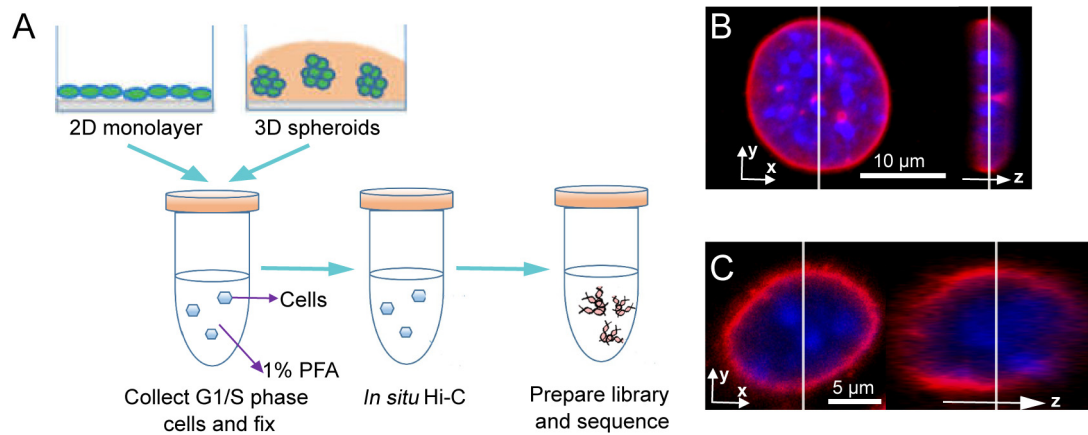 A
2D monolayer
3D spheroids
Cells
1% PFA
Collect G1/S phase
cells and fix
In situ Hi-C
Prepare library
and sequence
B
y
x
10 µm
z
C
y
x
5 µm
z